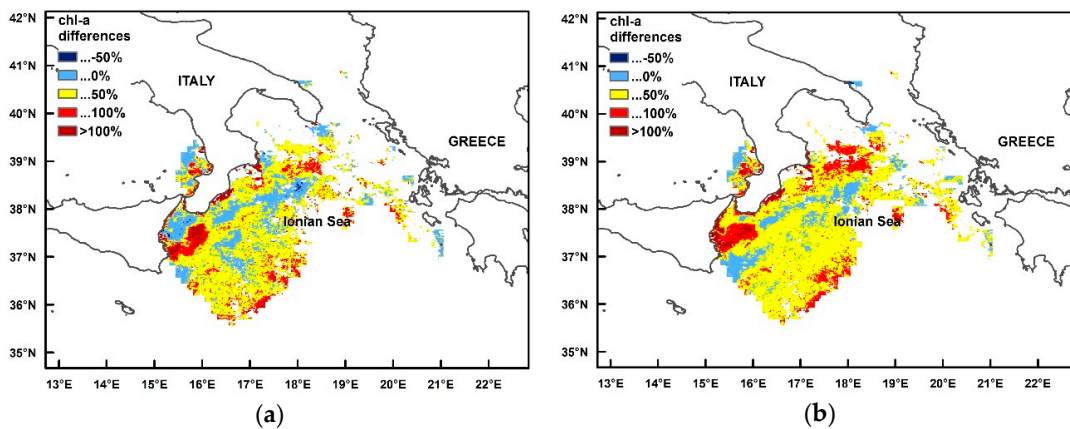 42°N
41°N
40°N
39°N
38°N
37°N
36°N
35°N
chl-a
differences
...-50%
...0%
...50%
...100%
>100%
ITALY
GREECE
Ionian Sea
13°E 14°E 15°E 16°E 17°E 18°E 19°E 20°E 21°E 22°E
(a)
42°N
41°N
40°N
39°N
38°N
37°N
36°N
35°N
chl-a
differences
...-50%
...0%
...50%
...100%
>100%
ITALY
GREECE
Ionian Sea
13°E 14°E 15°E 16°E 17°E 18°E 19°E 20°E 21°E 22°E
(b)